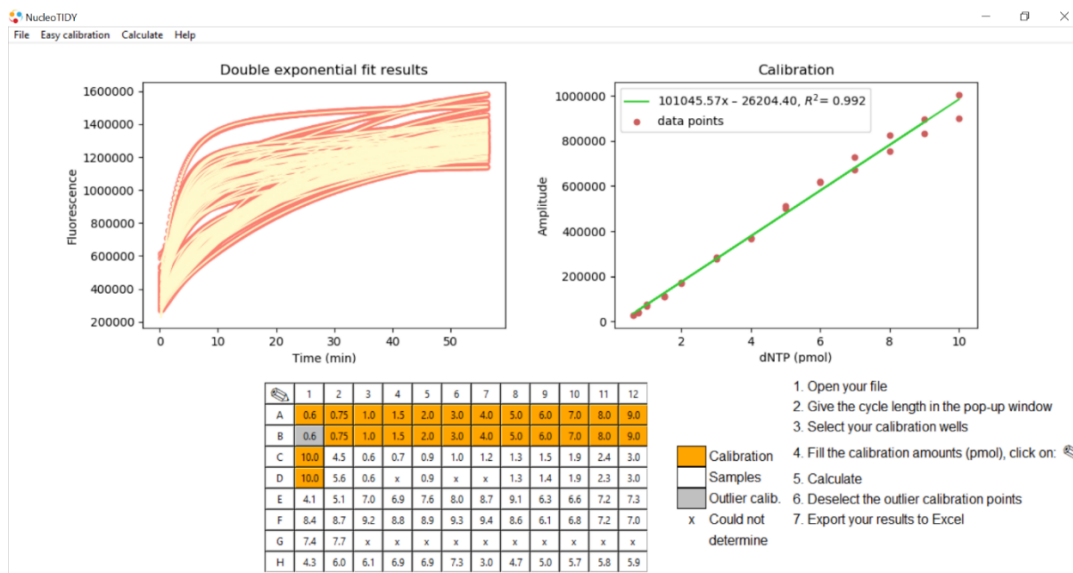 NucleoTIDY
File Easy calibration Calculate Help
Double exponential fit results
1600000
1400000
1200000
1000000
800000
600000
400000
200000
Fluorescence
0 10 20 30 40 50
Time (min)
Calibration
101045.57x – 26204.40, R²= 0.992
data points
1000000
800000
600000
400000
200000
0
Amplitude
2 4 6 8 10
dNTP (pmol)
1 2 3 4 5 6 7 8 9 10 11 12
A 0.6 0.75 1.0 1.5 2.0 3.0 4.0 5.0 6.0 7.0 8.0 9.0
B 0.6 0.75 1.0 1.5 2.0 3.0 4.0 5.0 6.0 7.0 8.0 9.0
C 10.0 4.5 0.6 0.7 0.9 1.0 1.2 1.3 1.5 1.9 2.4 3.0
D 10.0 5.6 0.6 x 0.9 x x 1.3 1.4 1.9 2.3 3.0
E 4.1 5.1 7.0 6.9 7.6 8.0 8.7 9.1 6.3 6.6 7.2 7.3
F 8.4 8.7 9.2 8.8 8.9 9.3 9.4 8.6 6.1 6.8 7.2 7.0
G 7.4 7.7 x x x x x x x x x x
H 4.3 6.0 6.1 6.9 6.9 7.3 3.0 4.7 5.0 5.7 5.8 5.9
Calibration
Samples
Outlier calib.
x Could not
determine
1. Open your file
2. Give the cycle length in the pop-up window
3. Select your calibration wells
4. Fill the calibration amounts (pmol), click on:
5. Calculate
6. Deselect the outlier calibration points
7. Export your results to Excel